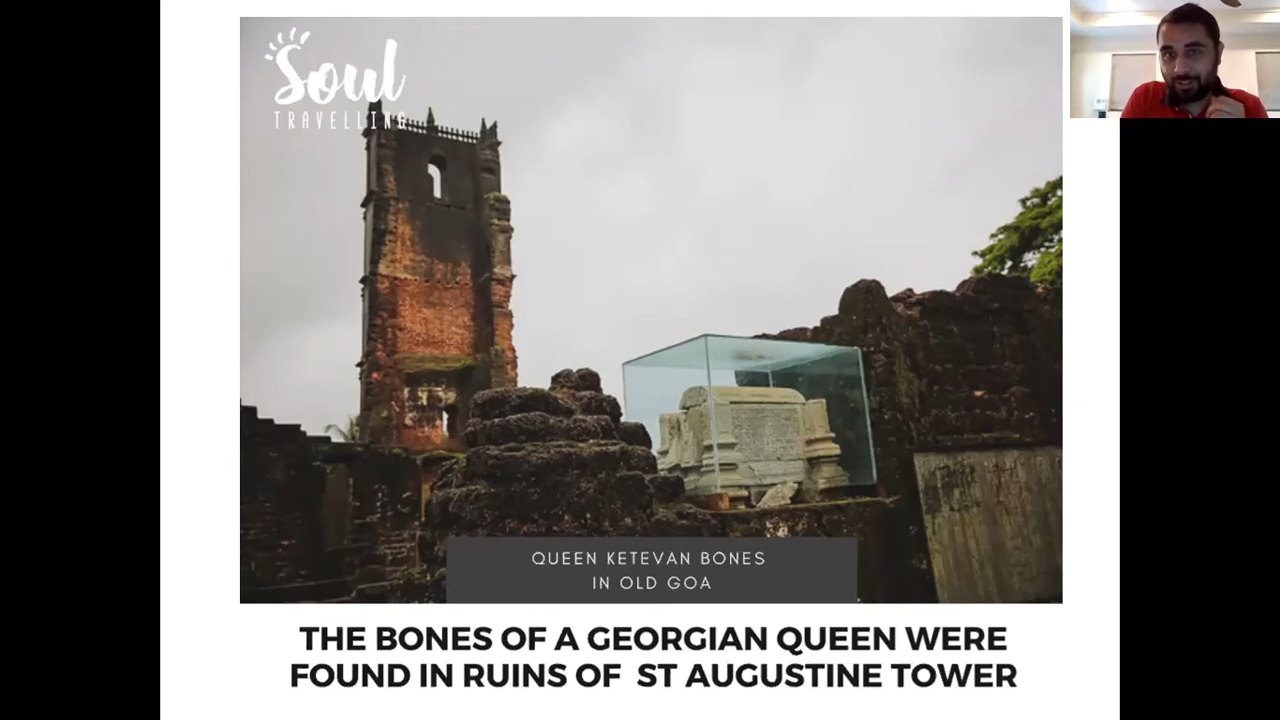 Soul
TRAVELLING
QUEEN KETEVAN BONES
IN OLD GOA
THE BONES OF A GEORGIAN QUEEN WERE
FOUND IN RUINS OF ST AUGUSTINE TOWER